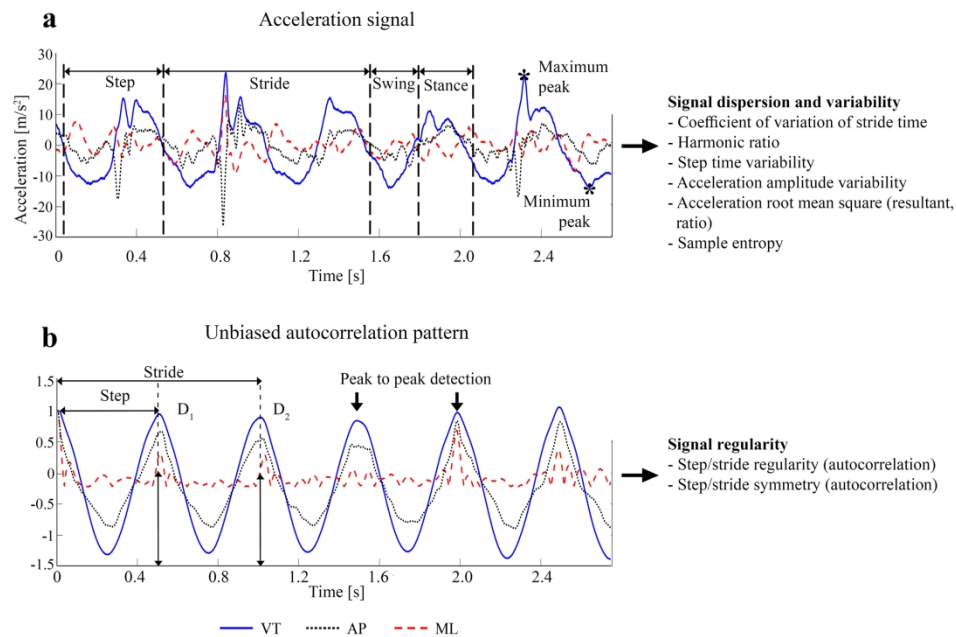 a Acceleration signal
30
20
10
0
-10
-20
-30
Acceleration [m/s²]
Step
Stride
Swing
Stance
Maximum
peak
Minimum
peak
0 0.4 0.8 1.2 1.6 2.0 2.4
Time [s]
Signal dispersion and variability
- Coefficient of variation of stride time
- Harmonic ratio
- Step time variability
- Acceleration amplitude variability
- Acceleration root mean square (resultant,
ratio)
- Sample entropy
b Unbiased autocorrelation pattern
1.5
1
0.5
0
-0.5
-1
-1.5
Stride
Step
D₁
D₂
Peak to peak detection
0 0.4 0.8 1.2 1.6 2.0 2.4
Time [s]
Signal regularity
- Step/stride regularity (autocorrelation)
- Step/stride symmetry (autocorrelation)
VT AP ML